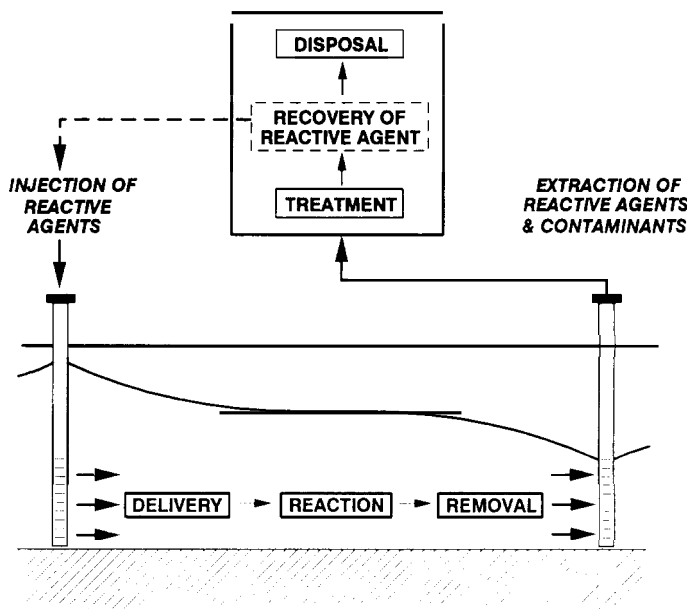 DISPOSAL
RECOVERY OF
REACTIVE AGENT
TREATMENT
INJECTION OF
REACTIVE
AGENTS
EXTRACTION OF
REACTIVE AGENTS
& CONTAMINANTS
DELIVERY
REACTION
REMOVAL